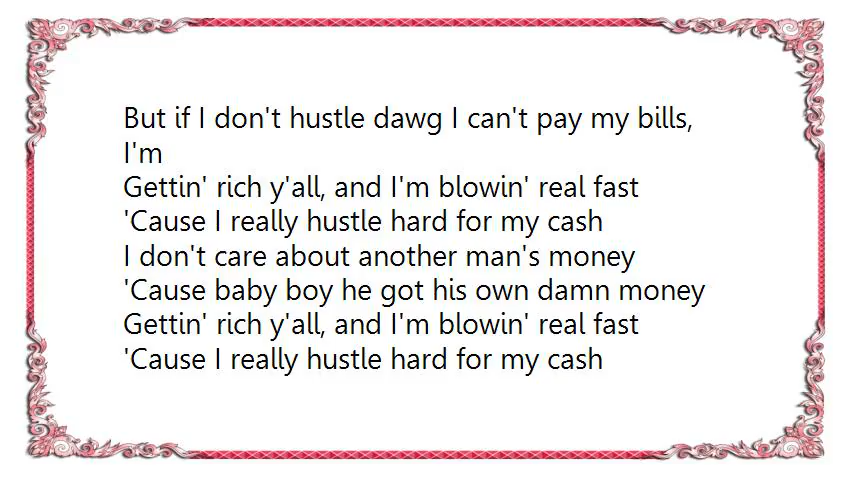 But if I don't hustle dawg I can't pay my bills,
I'm
Gettin' rich y'all, and I'm blowin' real fast
'Cause I really hustle hard for my cash
I don't care about another man's money
'Cause baby boy he got his own damn money
Gettin' rich y'all, and I'm blowin' real fast
'Cause I really hustle hard for my cash